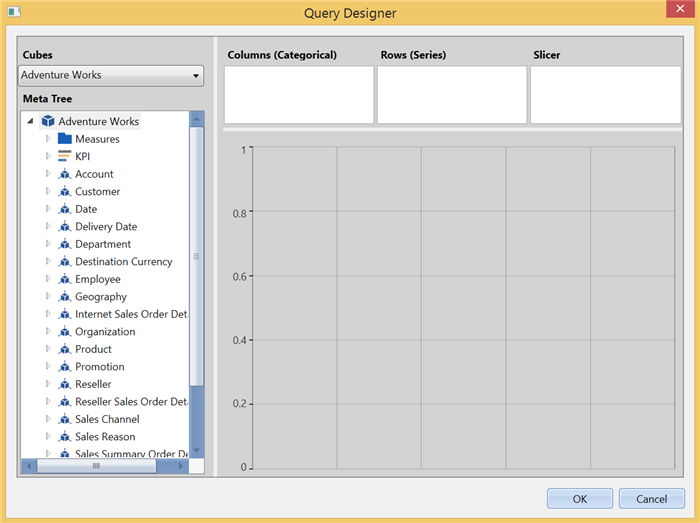 Query Designer
Cubes
Adventure Works
Meta Tree
Adventure Works
Measures
KPI
Account
Customer
Date
Delivery Date
Department
Destination Currency
Employee
Geography
Internet Sales Order Det
Organization
Product
Promotion
Reseller
Reseller Sales Order Deta
Sales Channel
Sales Reason
Sales Summary Order De
Columns (Categorical)
Rows (Series)
Slicer
1
0.8
0.6
0.4
0.2
0
OK
Cancel